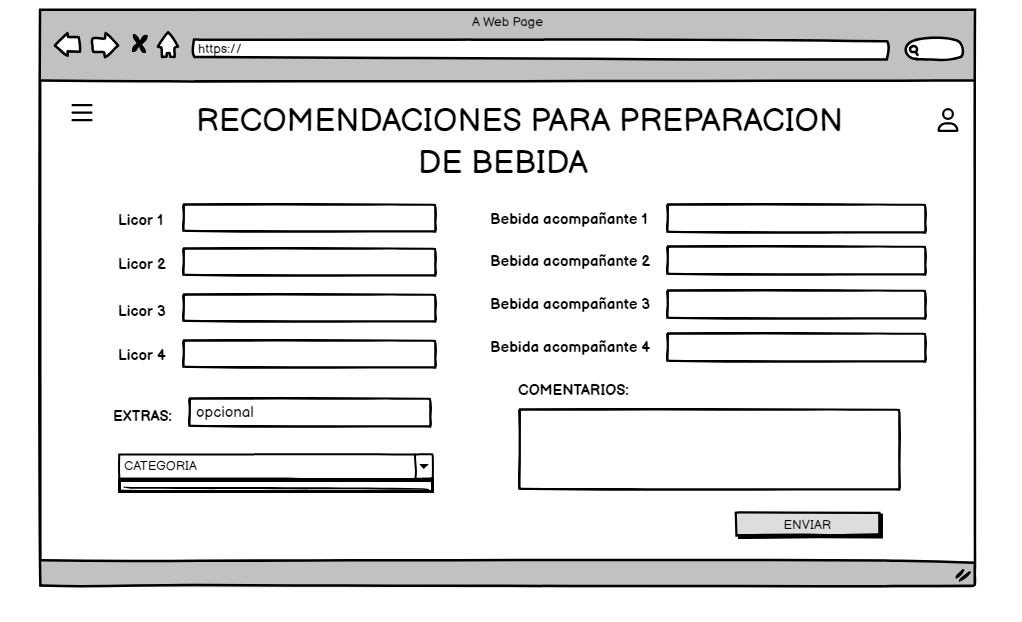 A Web Page
https://
RECOMENDACIONES PARA PREPARACION
DE BEBIDA
Licor 1
Licor 2
Licor 3
Licor 4
EXTRAS: opcional
CATEGORIA
Bebida acompañante 1
Bebida acompañante 2
Bebida acompañante 3
Bebida acompañante 4
COMENTARIOS:
ENVIAR